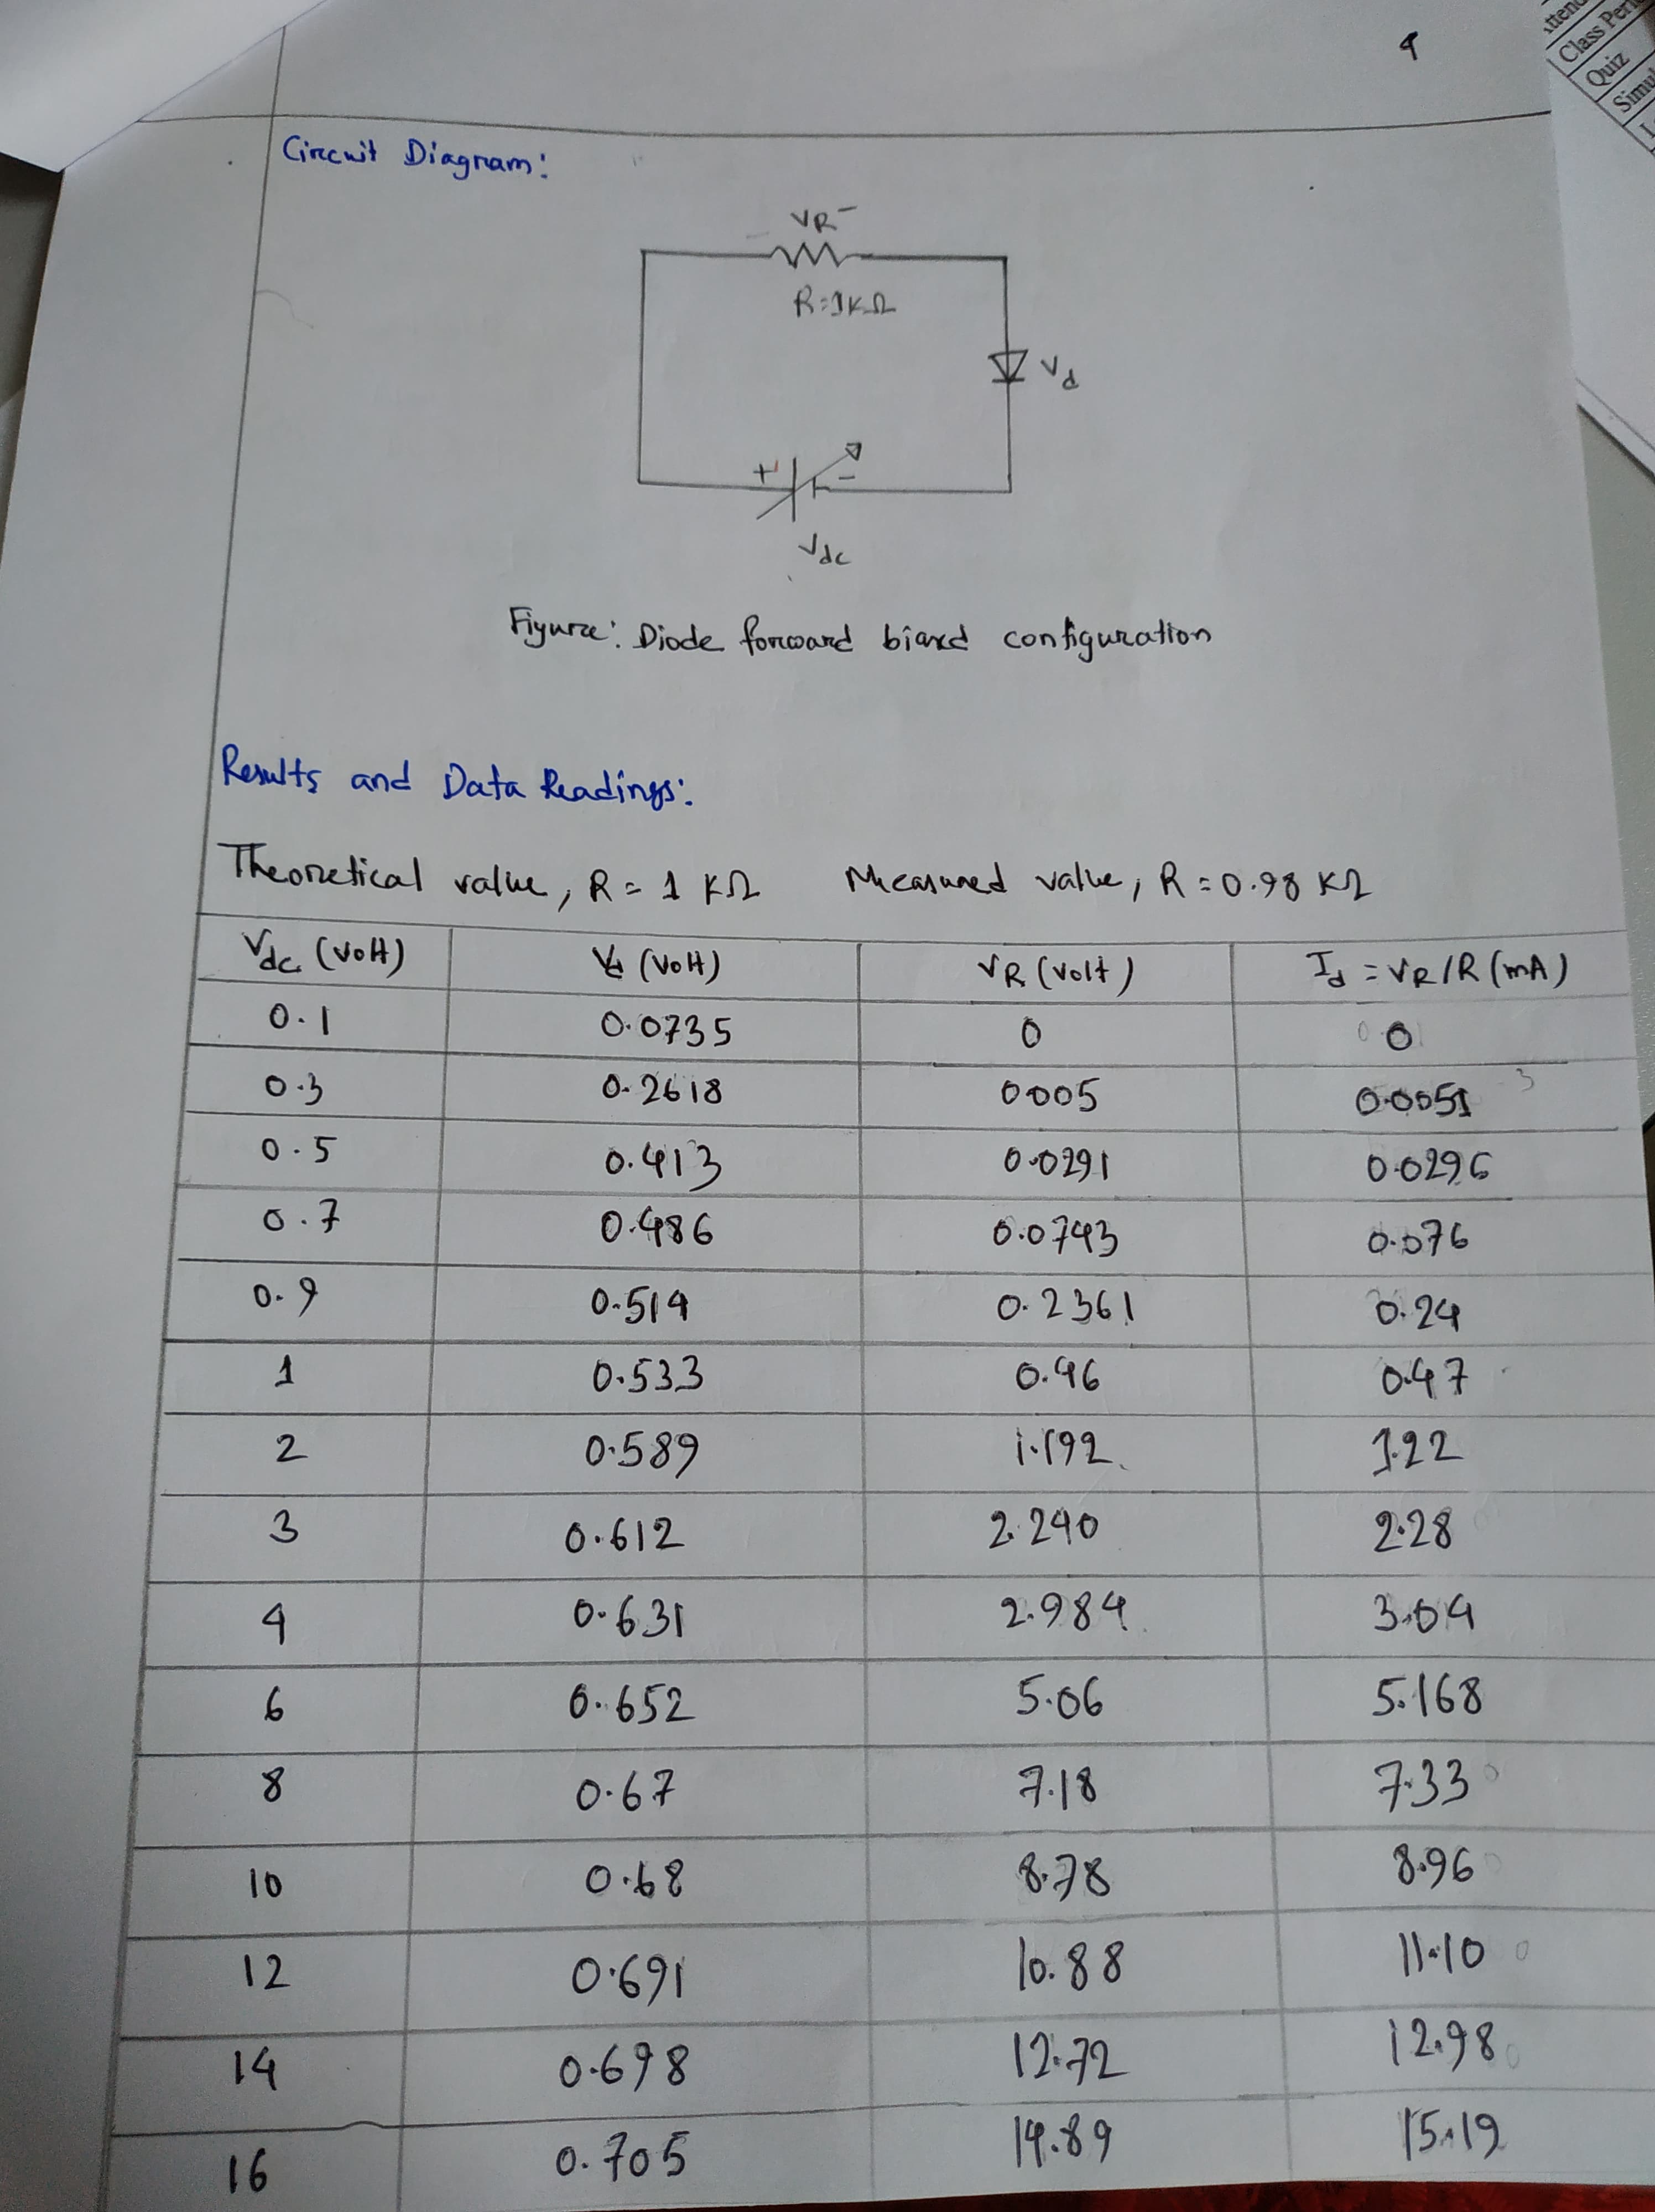 9
Attend
Class Perf
Quiz
Simul
Circuit Diagram:
VR -
R=1KΩ
Vd
+ -
Vdc
Figure: Diode forward biased configuration
Results and Data Readings:
Theoretical value, R = 1 KΩ Measured value, R = 0.98 KΩ
Vdc (volt) Vd (volt) VR (volt) Id = VR/R (mA)
0.1 0.0735 0 0
0.3 0.2618 0.005 0.0051
0.5 0.413 0.0291 0.0296
0.7 0.486 0.0743 0.076
0.9 0.514 0.2361 0.24
1 0.533 0.46 0.47
2 0.589 1.192 1.22
3 0.612 2.240 2.28
4 0.631 2.984 3.04
6 0.652 5.06 5.168
8 0.67 7.18 7.33
10 0.68 8.78 8.96
12 0.691 10.88 11.10
14 0.698 12.72 12.98
16 0.705 14.89 15.19